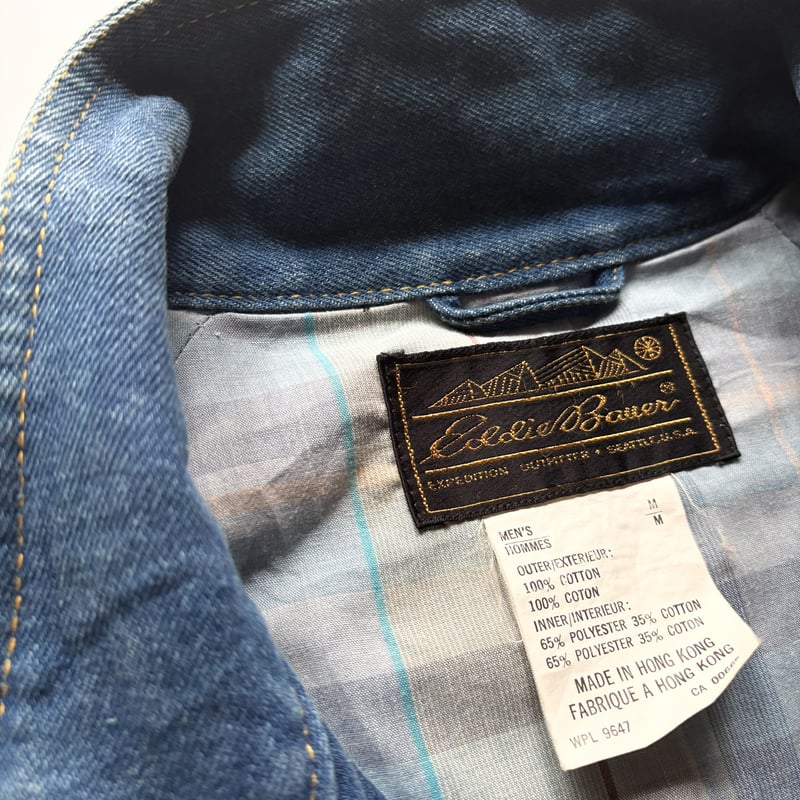 Eddie Bauer®
EXPEDITION OUTFITTER • SEATTLE, U.S.A.
M
M
MEN'S
HOMMES
OUTER/EXTERIEUR:
100% COTTON
100% COTON
INNER/INTERIEUR:
65% POLYESTER 35% COTTON
65% POLYESTER 35% COTON
MADE IN HONG KONG
FABRIQUE A HONG KONG
CA
WPL 9647